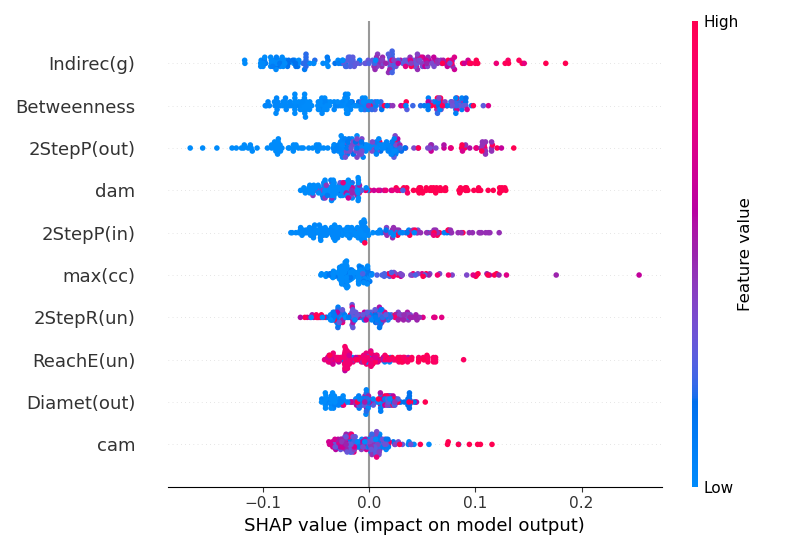 High
Indirec(g)
Betweenness
2StepP(out)
dam
2StepP(in)
max(cc)
2StepR(un)
ReachE(un)
Diamet(out)
cam
Feature value
Low
−0.1 0.0 0.1 0.2
SHAP value (impact on model output)